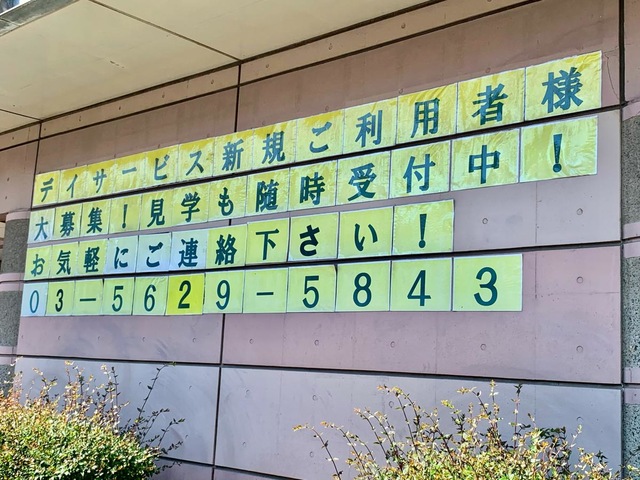 デイサービス新規ご利用者様
大募集!見学も随時受付中!
お気軽にご連絡下さい!
03-5629-5843